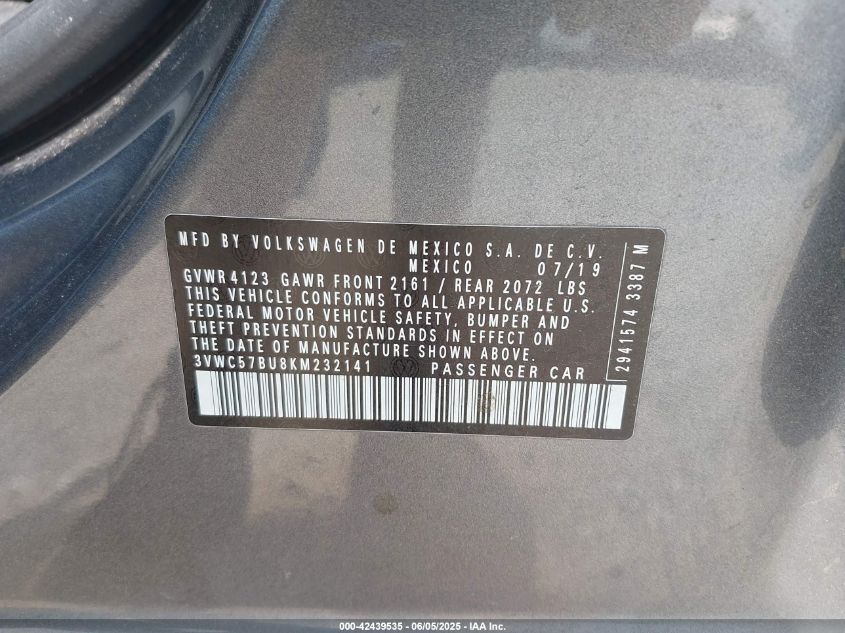 MFD BY VOLKSWAGEN DE MEXICO S.A. DE C.V.
MEXICO 07/19
GVWR 4123 GAWR FRONT 2161 / REAR 2072 LBS
THIS VEHICLE CONFORMS TO ALL APPLICABLE U.S.
FEDERAL MOTOR VEHICLE SAFETY, BUMPER AND
THEFT PREVENTION STANDARDS IN EFFECT ON
THE DATE OF MANUFACTURE SHOWN ABOVE.
3VWC57BU8KM232141 PASSENGER CAR
2941574 3387 M
000-42439535 - 06/05/2025 - IAA Inc.